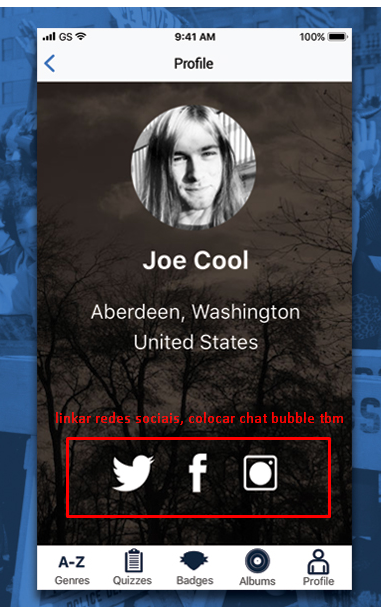 GS 9:41 AM 100%
Profile
Joe Cool
Aberdeen, Washington
United States
linkar redes sociais, colocar chat bubble tbm
A-Z
Genres Quizzes Badges Albums Profile